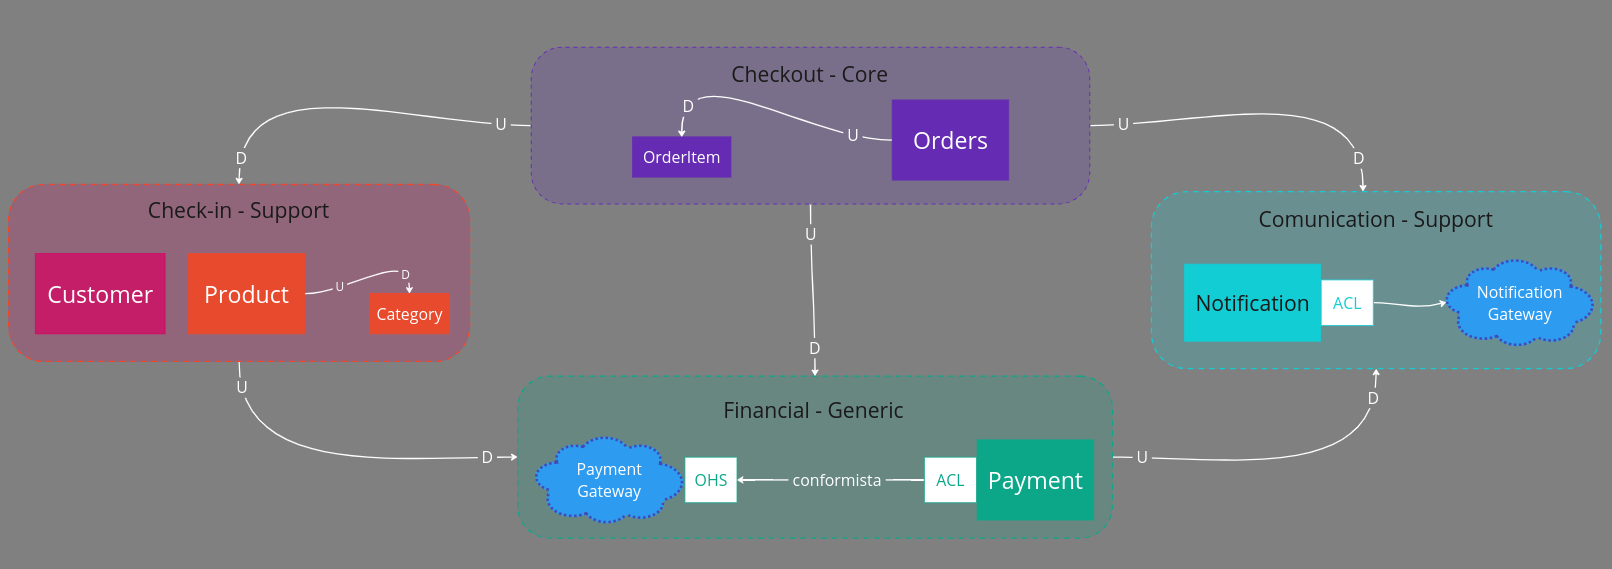 Checkout - Core
D
U
OrderItem
Orders
U
D
U
D
Check-in - Support
Customer
Product
U
D
Category
U
D
Comunication - Support
Notification
ACL
Notification
Gateway
U
D
Financial - Generic
Payment
Gateway
OHS
conformista
ACL
Payment
U
D